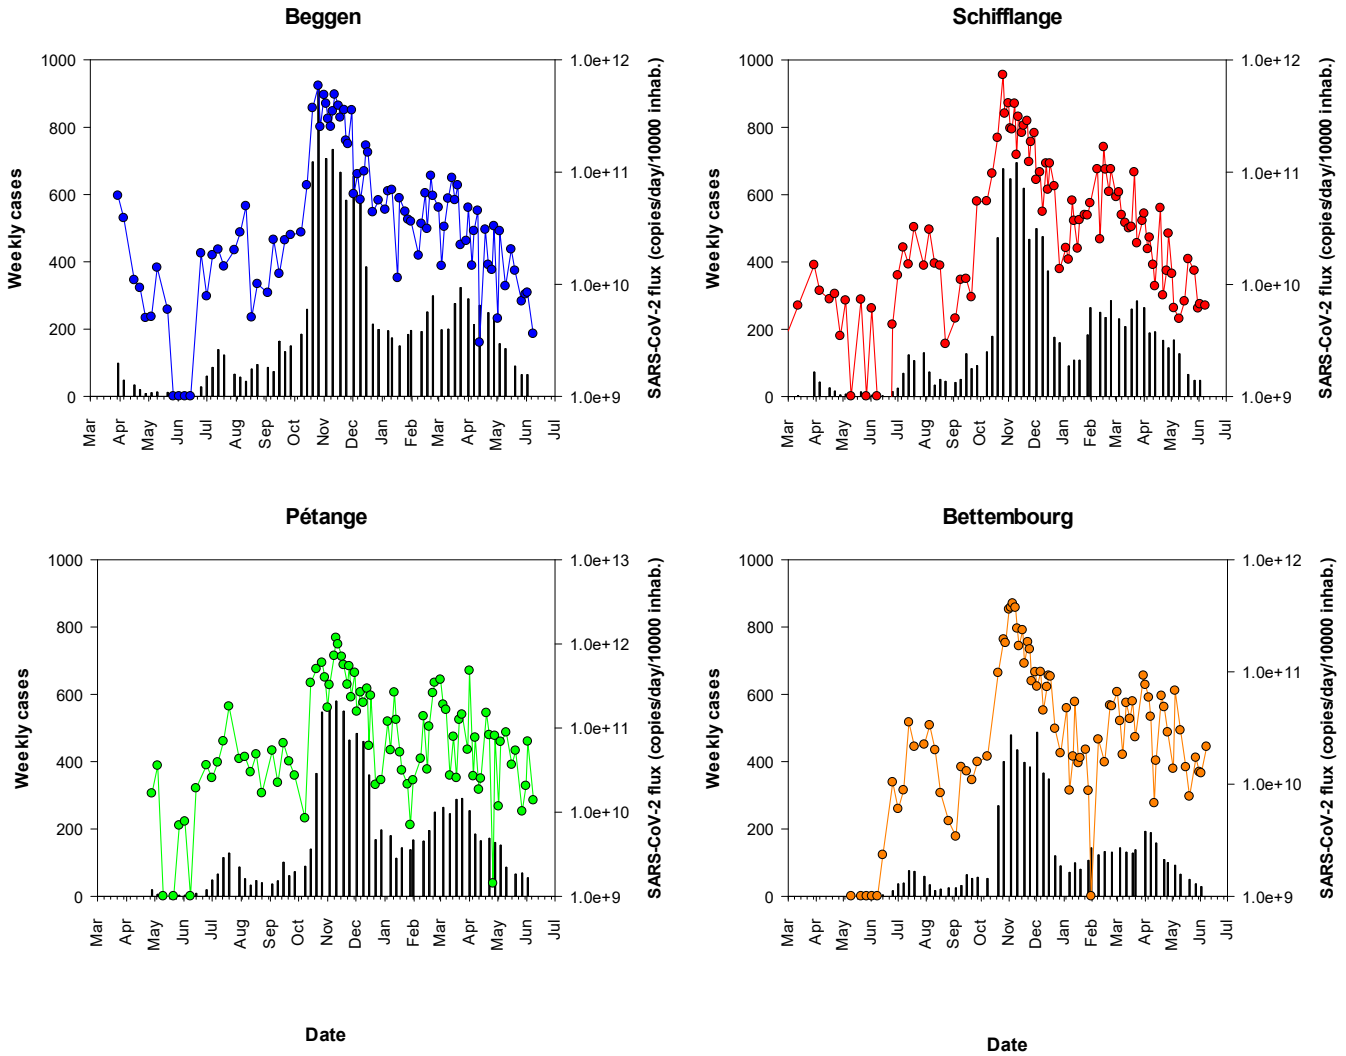 Beggen
1000
800
600
400
200
0
Weekly cases
1.0e+12
1.0e+11
1.0e+10
1.0e+9
SARS-CoV-2 flux (copies/day/10000 inhab.)
Mar Apr May Jun Jul Aug Sep Oct Nov Dec Jan Feb Mar Apr May Jun Jul
Schifflange
1000
800
600
400
200
0
Weekly cases
1.0e+12
1.0e+11
1.0e+10
1.0e+9
SARS-CoV-2 flux (copies/day/10000 inhab.)
Mar Apr May Jun Jul Aug Sep Oct Nov Dec Jan Feb Mar Apr May Jun Jul
Pétange
1000
800
600
400
200
0
Weekly cases
1.0e+13
1.0e+12
1.0e+11
1.0e+10
1.0e+9
SARS-CoV-2 flux (copies/day/10000 inhab.)
Mar Apr May Jun Jul Aug Sep Oct Nov Dec Jan Feb Mar Apr May Jun Jul
Date
Bettembourg
1000
800
600
400
200
0
Weekly cases
1.0e+12
1.0e+11
1.0e+10
1.0e+9
SARS-CoV-2 flux (copies/day/10000 inhab.)
Mar Apr May Jun Jul Aug Sep Oct Nov Dec Jan Feb Mar Apr May Jun Jul
Date